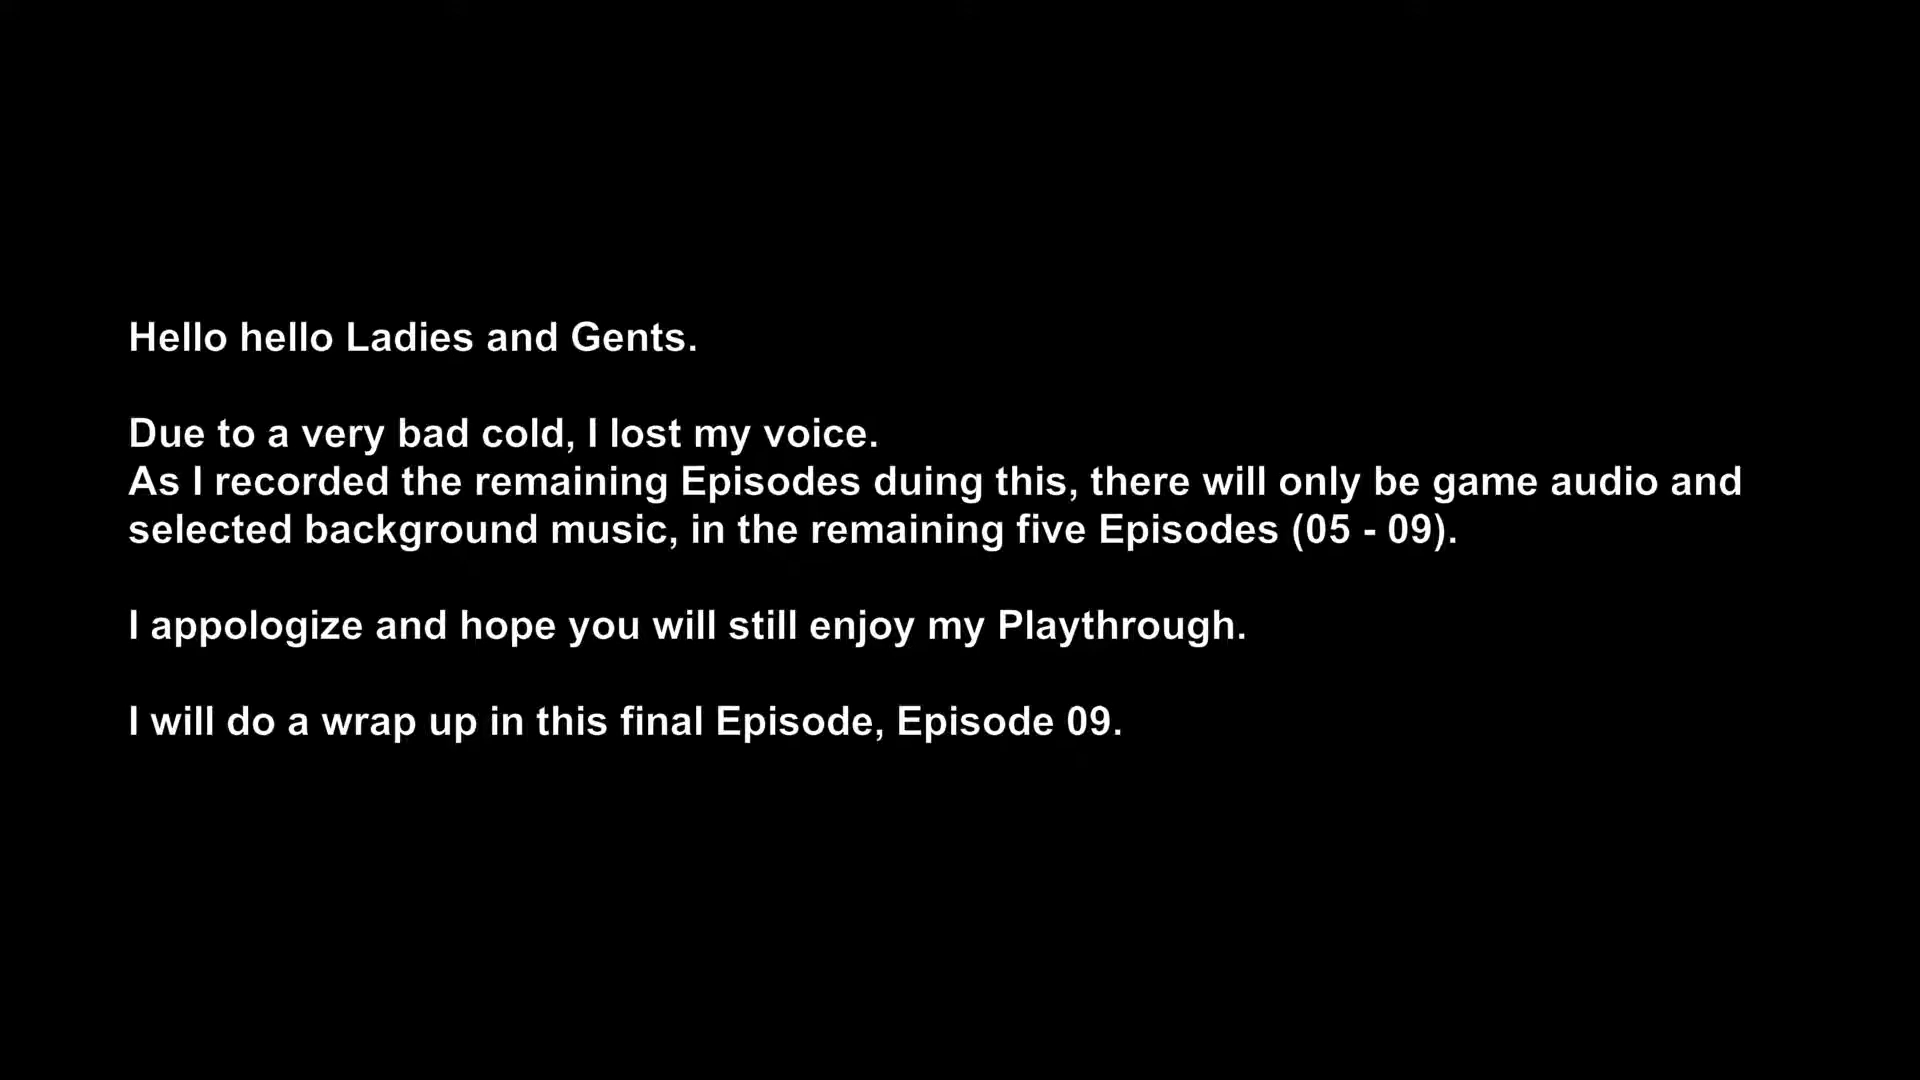 Hello hello Ladies and Gents.
Due to a very bad cold, I lost my voice.
As I recorded the remaining Episodes duing this, there will only be game audio and
selected background music, in the remaining five Episodes (05 - 09).
I appologize and hope you will still enjoy my Playthrough.
I will do a wrap up in this final Episode, Episode 09.